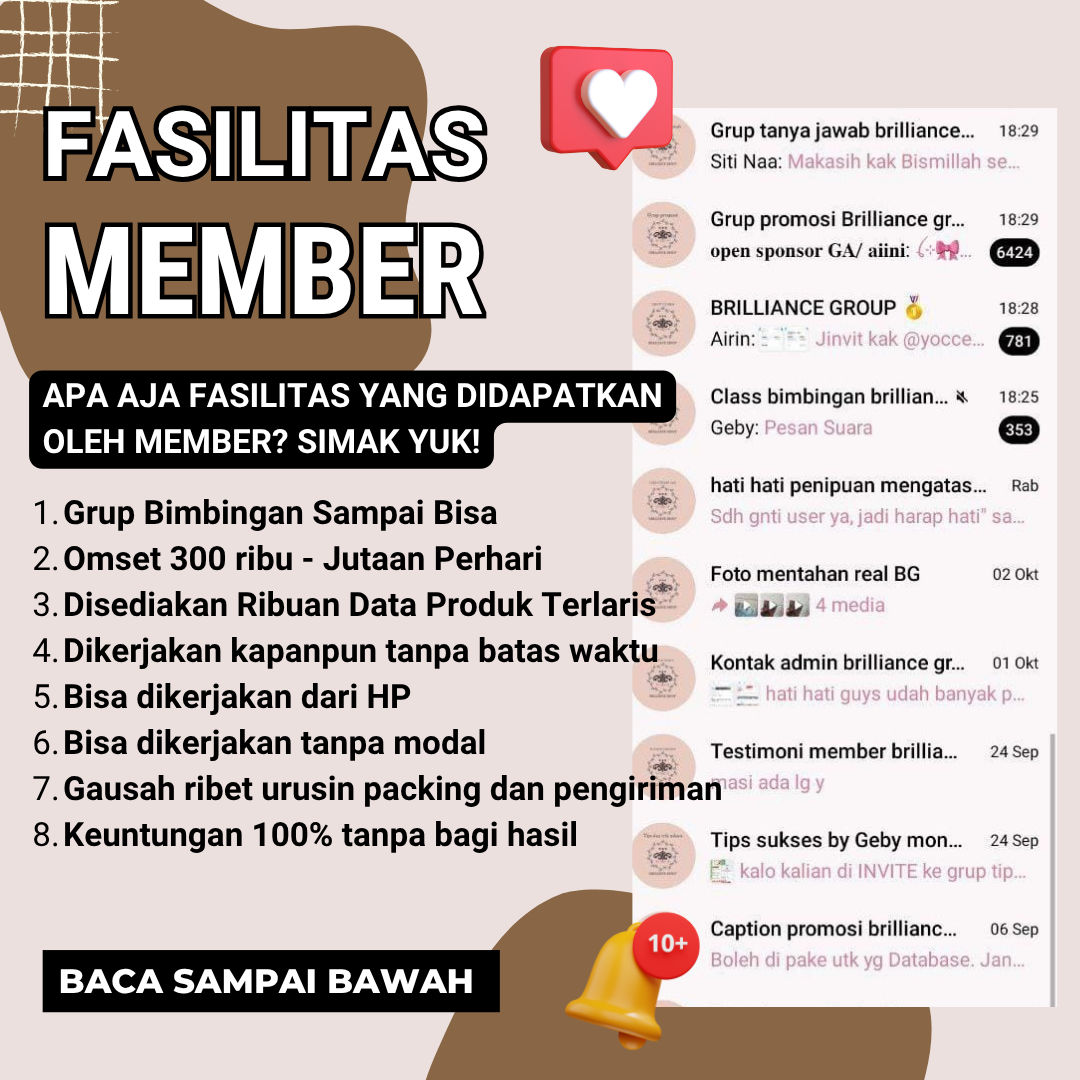 FASILITAS
MEMBER
APA AJA FASILITAS YANG DIDAPATKAN
OLEH MEMBER? SIMAK YUK!
1. Grup Bimbingan Sampai Bisa
2. Omset 300 ribu - Jutaan Perhari
3. Disediakan Ribuan Data Produk Terlaris
4. Dikerjakan kapanpun tanpa batas waktu
5. Bisa dikerjakan dari HP
6. Bisa dikerjakan tanpa modal
7. Gausah ribet urusin packing dan pengiriman
8. Keuntungan 100% tanpa bagi hasil
BACA SAMPAI BAWAH
Grup tanya jawab brilliance... 18:29
Siti Naa: Makasih kak Bismillah se...
Grup promosi Brilliance gr... 18:29
open sponsor GA/ aiini: ... 6424
BRILLIANCE GROUP 🏅 18:28
Airin: Jinvit kak @yocce... 781
Class bimbingan brillian... 18:25
Geby: Pesan Suara 353
hati hati penipuan mengatas... Rab
Sdh gnti user ya, jadi harap hati" sa...
Foto mentahan real BG 02 Okt
4 media
Kontak admin brilliance gr... 01 Okt
hati hati guys udah banyak p...
Testimoni member brillia... 24 Sep
masi ada lg y
Tips sukses by Geby mon... 24 Sep
kalo kalian di INVITE ke grup tip...
Caption promosi brillianc... 06 Sep
Boleh di pake utk yg Database. Jan...
10+